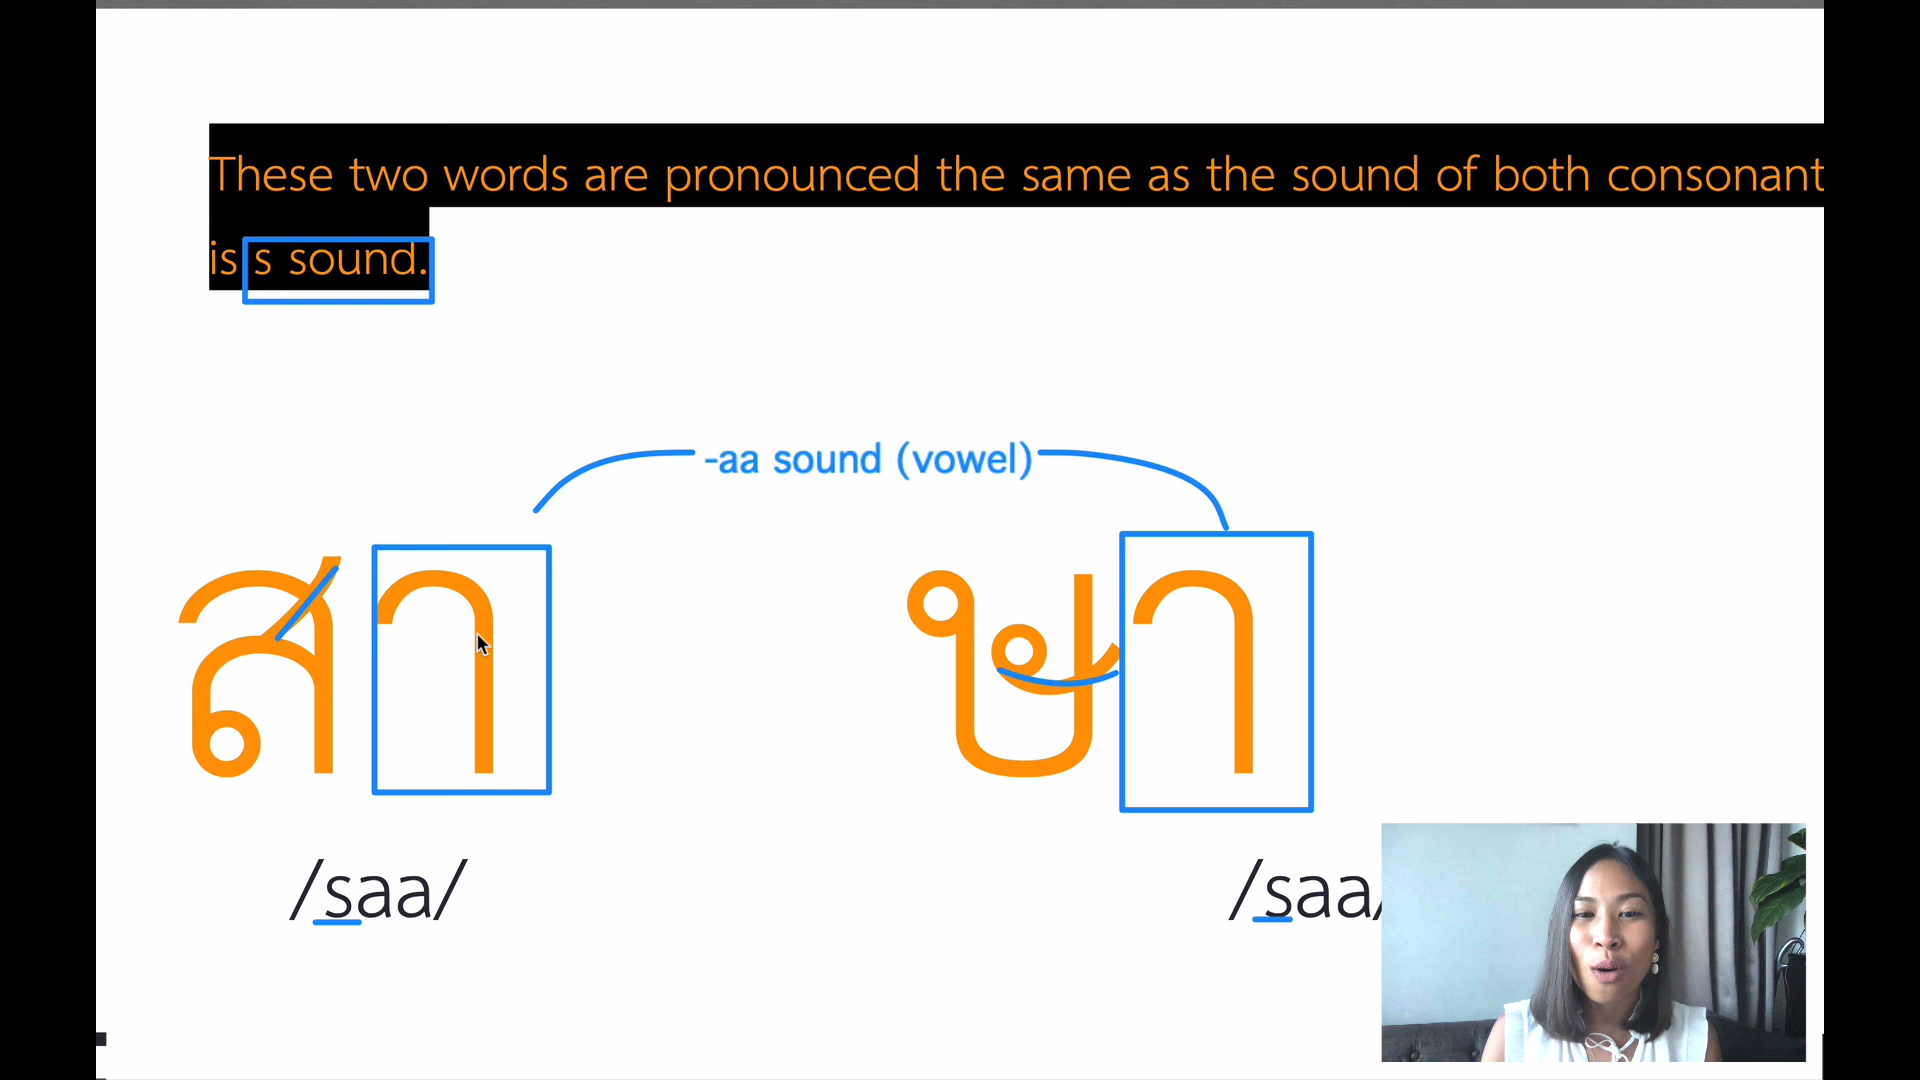 These two words are pronounced the same as the sound of both consonant
is s sound.
-aa sound (vowel)
สา ษา
/saa/ /saa/